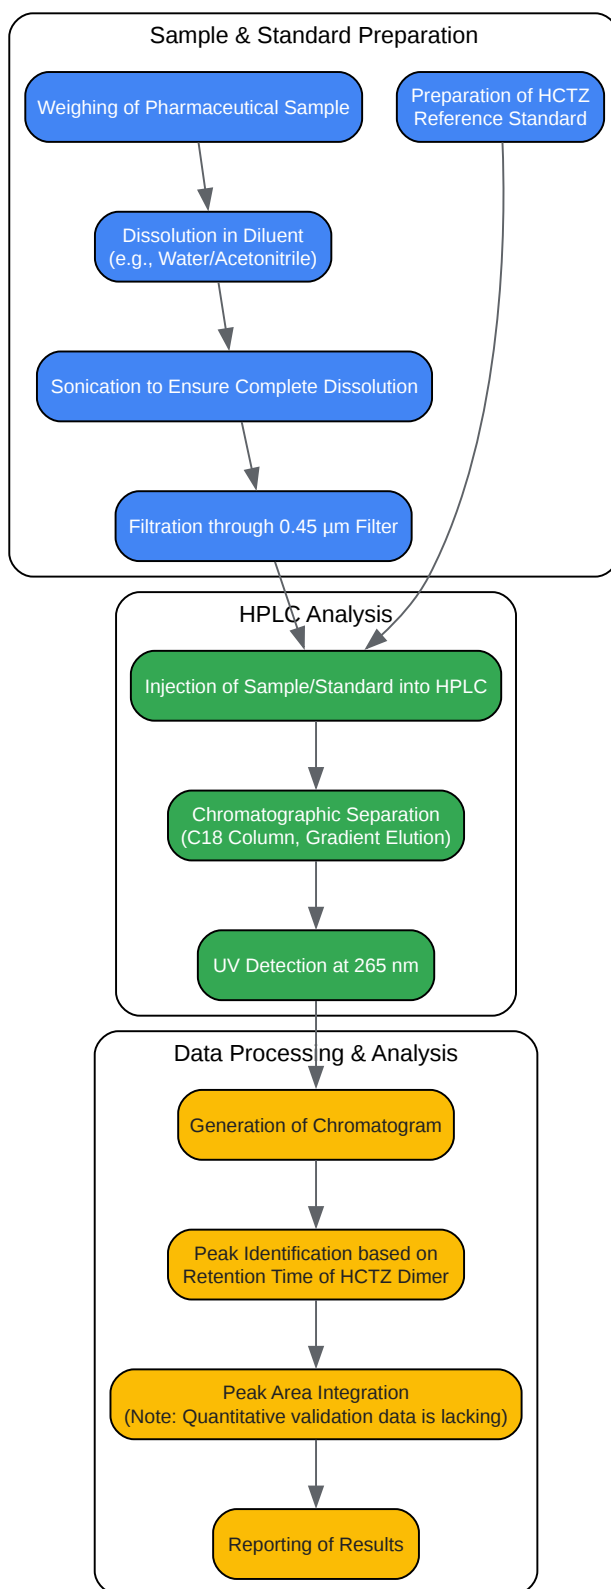 Sample & Standard Preparation
Weighing of Pharmaceutical Sample
Preparation of HCTZ
Reference Standard
Dissolution in Diluent
(e.g., Water/Acetonitrile)
Sonication to Ensure Complete Dissolution
Filtration through 0.45 µm Filter
HPLC Analysis
Injection of Sample/Standard into HPLC
Chromatographic Separation
(C18 Column, Gradient Elution)
UV Detection at 265 nm
Data Processing & Analysis
Generation of Chromatogram
Peak Identification based on
Retention Time of HCTZ Dimer
Peak Area Integration
(Note: Quantitative validation data is lacking)
Reporting of Results